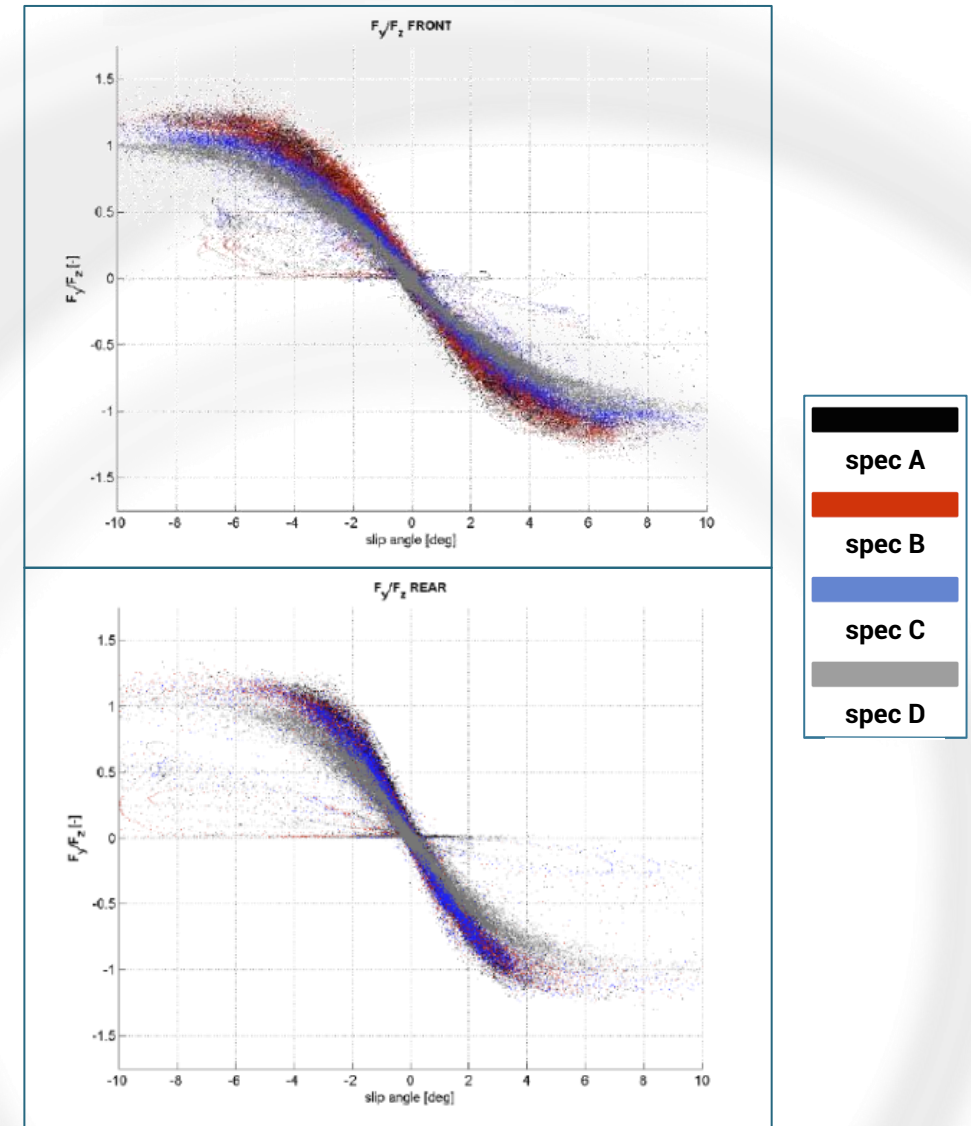 Fy/Fz FRONT
1.5
1
0.5
0
-0.5
-1
-1.5
Fy/Fz [-]
-10 -8 -6 -4 -2 0 2 4 6 8 10
slip angle [deg]
spec A
spec B
spec C
spec D
Fy/Fz REAR
1.5
1
0.5
0
-0.5
-1
-1.5
Fy/Fz [-]
-10 -8 -6 -4 -2 0 2 4 6 8 10
slip angle [deg]